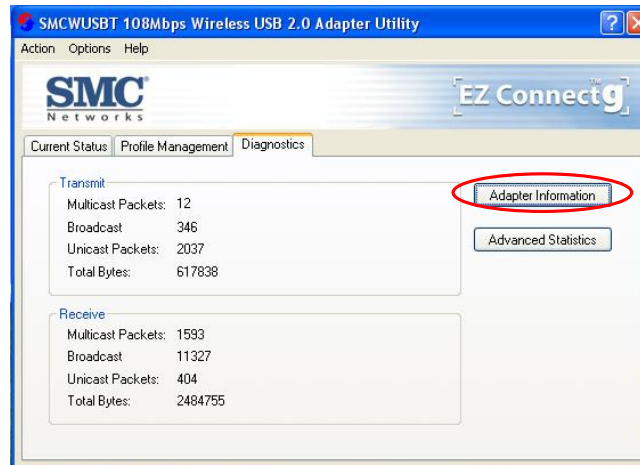 SMCWUSBT 108Mbps Wireless USB 2.0 Adapter Utility
Action Options Help
SMC®
Networks
EZ Connect™ g
Current Status Profile Management Diagnostics
Transmit
Multicast Packets: 12
Broadcast 346
Unicast Packets: 2037
Total Bytes: 617838
Adapter Information
Advanced Statistics
Receive
Multicast Packets: 1593
Broadcast 11327
Unicast Packets: 404
Total Bytes: 2484755